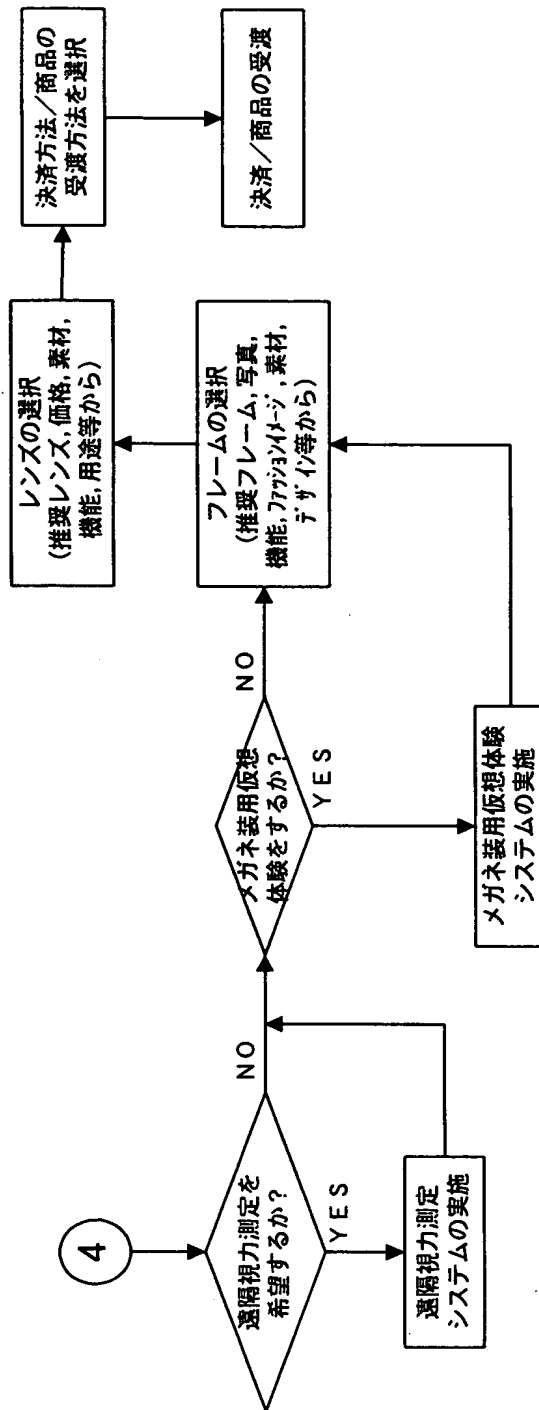 4
遠隔視力測定を
希望するか？
YES
NO
遠隔視力測定
システムの実施
メガネ装用仮想
体験をするか？
YES
NO
メガネ装用仮想体験
システムの実施
フレームの選択
（推奨フレーム，写真，
機能，ファッションイメージ，素材，
デザイン等から）
レンズの選択
（推奨レンズ，価格，素材，
機能，用途等から）
決済方法／商品の
受渡方法を選択
決済／商品の受渡